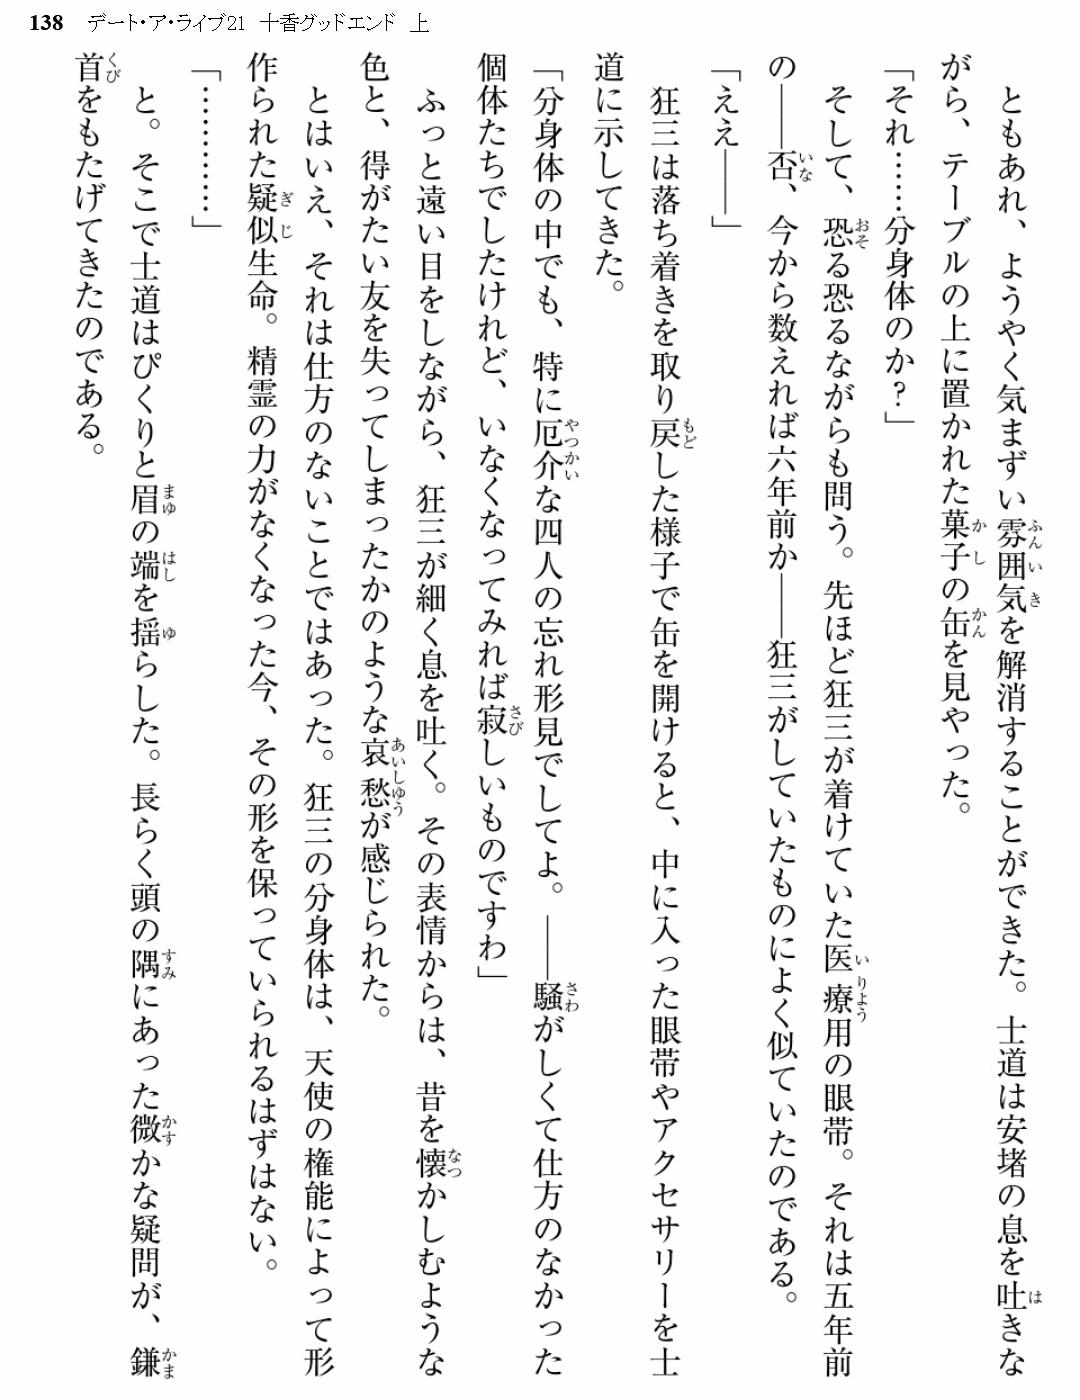 138 デート・ア・ライブ21 十香グッドエンド 上
ともあれ、ようやく気まずい雰囲気を解消することができた。士道は安堵の息を吐きな
がら、テーブルの上に置かれた菓子の缶を見やった。
「それ……分身体のか？」
そして、恐る恐るながらも問う。先ほど狂三が着けていた医療用の眼帯。それは五年前
の――否、今から数えれば六年前か――狂三がしていたものによく似ていたのである。
「ええ――」
狂三は落ち着きを取り戻した様子で缶を開けると、中に入った眼帯やアクセサリーを士
道に示してきた。
「分身体の中でも、特に厄介な四人の忘れ形見でしてよ。――騒がしくて仕方のなかった
個体たちでしたけれど、いなくなってみれば寂しいものですわ」
ふっと遠い目をしながら、狂三が細く息を吐く。その表情からは、昔を懐かしむような
色と、得がたい友を失ってしまったかのような哀愁が感じられた。
とはいえ、それは仕方のないことではあった。狂三の分身体は、天使の権能によって形
作られた疑似生命。精霊の力がなくなった今、その形を保っていられるはずはない。
「…………」
と。そこで士道はぴくりと眉の端を揺らした。長らく頭の隅にあった微かな疑問が、鎌
首をもたげてきたのである。